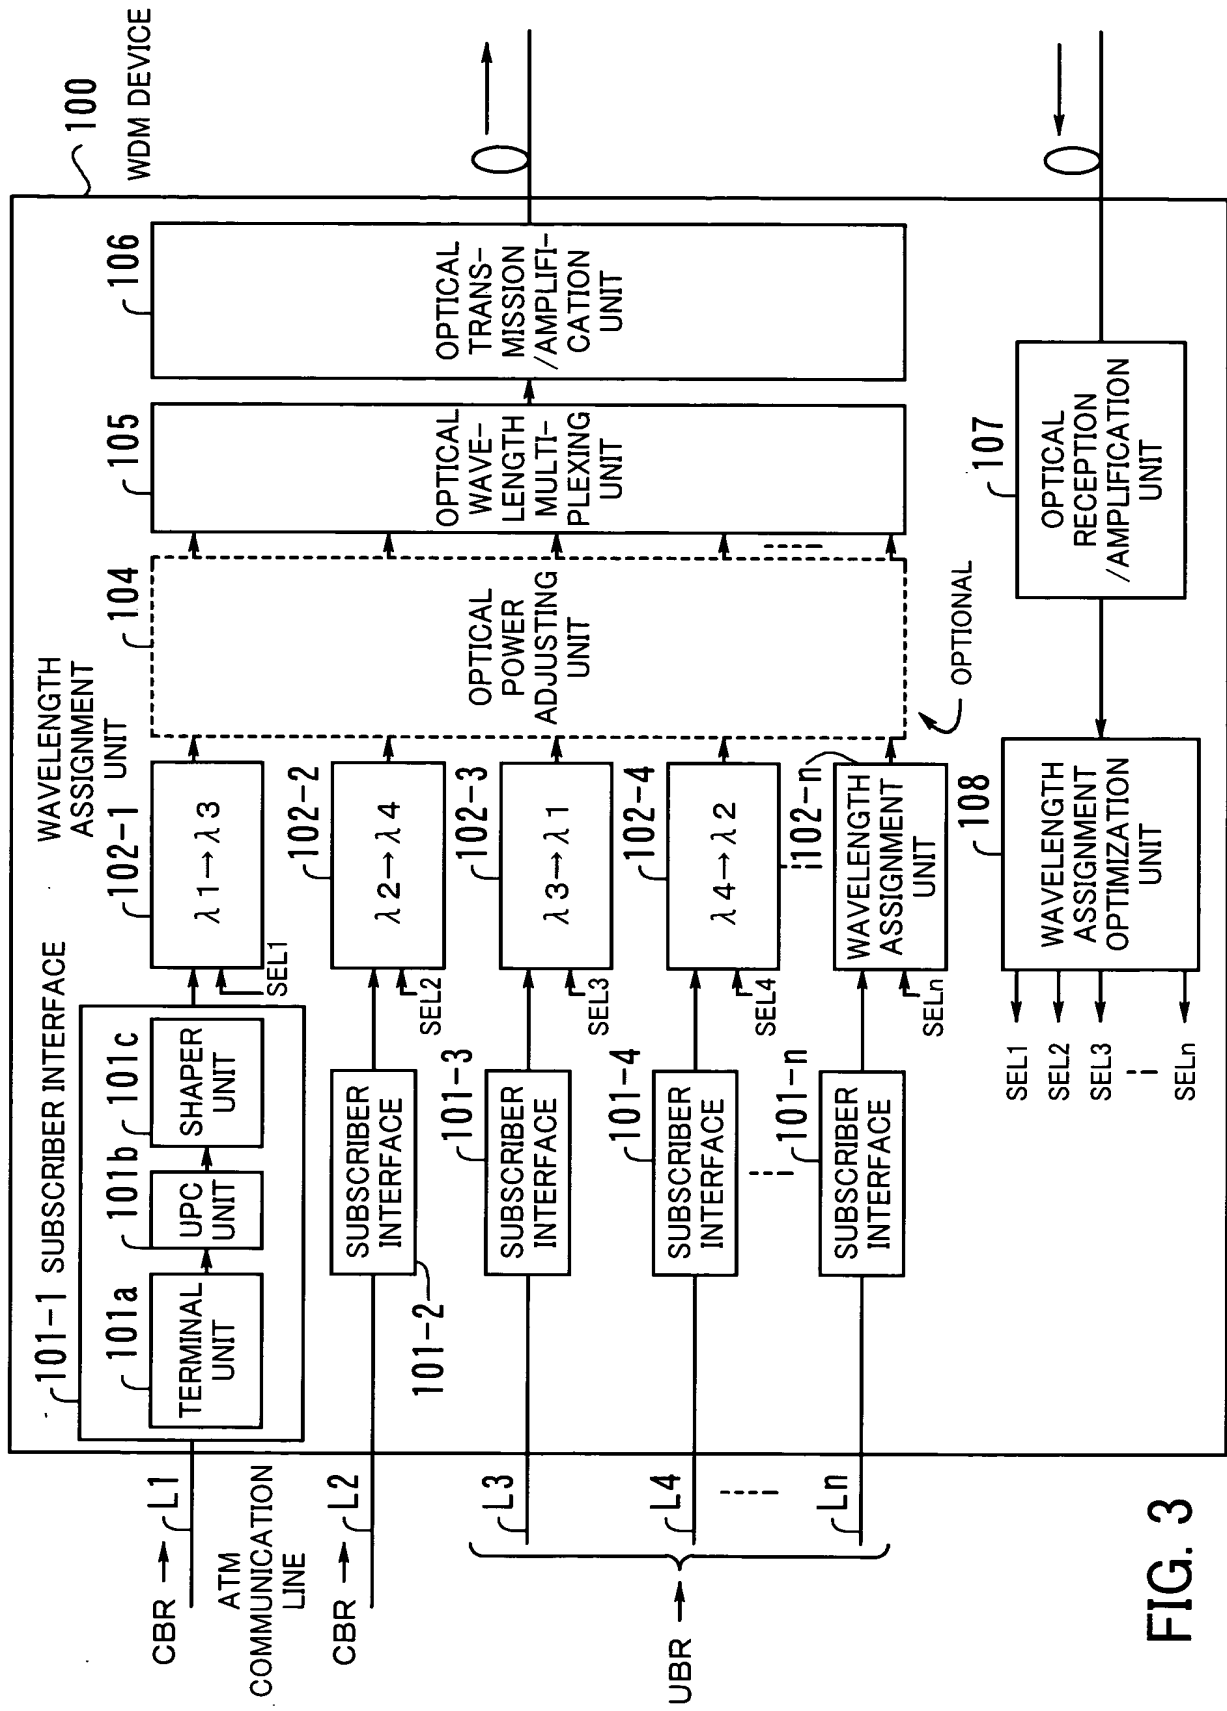 100
WDM DEVICE
101-1 SUBSCRIBER INTERFACE
101a
TERMINAL
UNIT
101b
UPC
UNIT
101c
SHAPER
UNIT
WAVELENGTH
ASSIGNMENT
UNIT
102-1
λ1→λ3
SEL1
104
OPTICAL
POWER
ADJUSTING
UNIT
OPTIONAL
105
OPTICAL
WAVE-
LENGTH
MULTI-
PLEXING
UNIT
106
OPTICAL
TRANS-
MISSION
/AMPLIFI-
CATION
UNIT
CBR
L1
ATM
COMMUNICATION
LINE
CBR
L2
SUBSCRIBER
INTERFACE
101-2
SEL2
102-2
λ2→λ4
L3
101-3
SUBSCRIBER
INTERFACE
SEL3
102-3
λ3→λ1
UBR
L4
101-4
SUBSCRIBER
INTERFACE
SEL4
102-4
λ4→λ2
Ln
101-n
SUBSCRIBER
INTERFACE
SELn
102-n
WAVELENGTH
ASSIGNMENT
UNIT
SEL1
SEL2
SEL3
SELn
108
WAVELENGTH
ASSIGNMENT
OPTIMIZATION
UNIT
107
OPTICAL
RECEPTION
/AMPLIFICATION
UNIT
FIG. 3